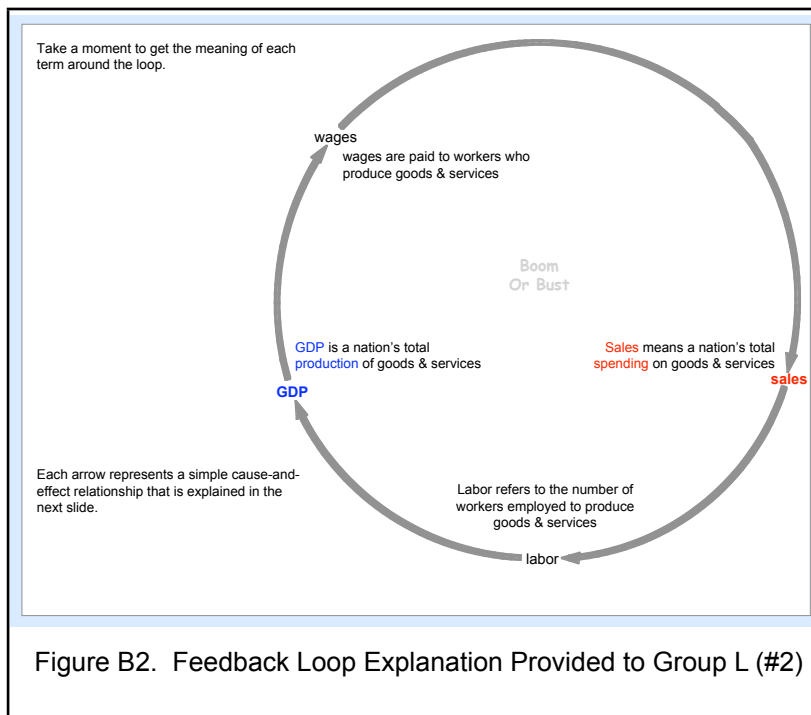 Take a moment to get the meaning of each
term around the loop.
wages
wages are paid to workers who
produce goods & services
Boom
Or Bust
GDP is a nation's total
production of goods & services
GDP
Sales means a nation's total
spending on goods & services
sales
Each arrow represents a simple cause-and-
effect relationship that is explained in the
next slide.
Labor refers to the number of
workers employed to produce
goods & services
labor
Figure B2.  Feedback Loop Explanation Provided to Group L (#2)